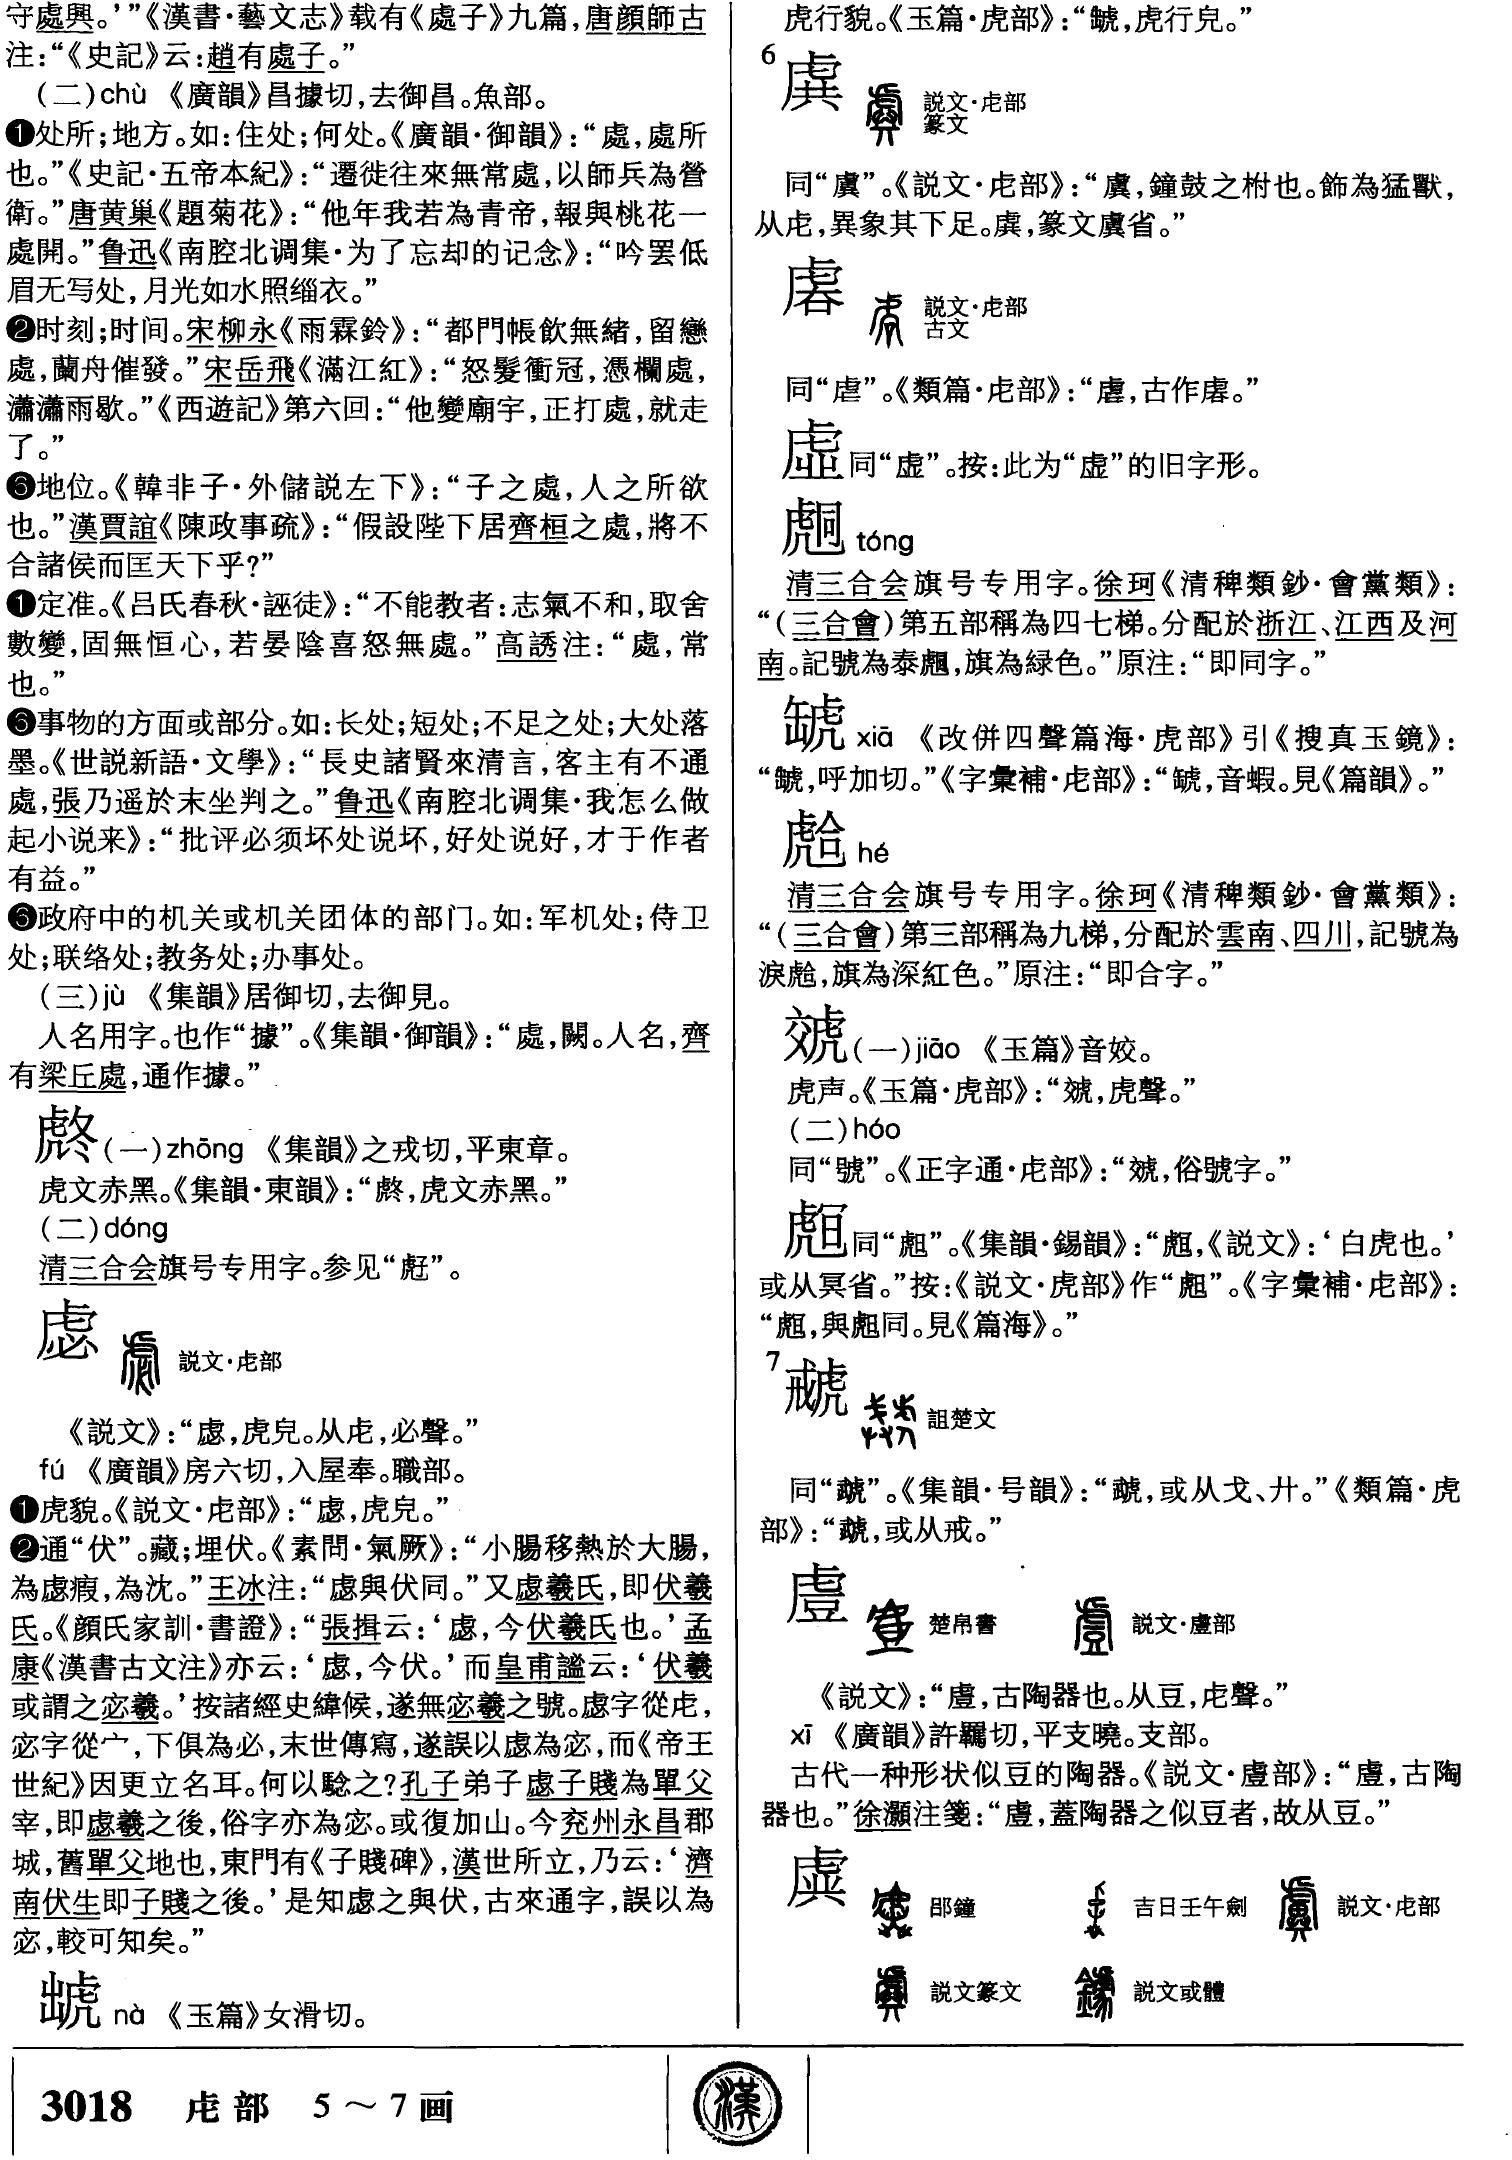 守處興。’”《漢書·藝文志》载有《處子》九篇，唐顔師古
注：“《史記》云：趙有處子。”
（二）chù 《廣韻》昌據切，去御昌。魚部。
❶处所；地方。如：住处；何处。《廣韻·御韻》：“處，處所
也。”《史記·五帝本紀》：“遷徙往來無常處，以師兵為營
衛。”唐黄巢《題菊花》：“他年我若為青帝，報與桃花一
處開。”鲁迅《南腔北调集·为了忘却的记念》：“吟罢低
眉无写处，月光如水照缁衣。”
❷时刻；时间。宋柳永《雨霖鈴》：“都門帳飲無緒，留戀
處，蘭舟催發。”宋岳飛《滿江紅》：“怒髮衝冠，憑欄處，
瀟瀟雨歇。”《西遊記》第六回：“他變廟宇，正打處，就走
了。”
❸地位。《韓非子·外儲説左下》：“子之處，人之所欲
也。”漢賈誼《陳政事疏》：“假設陛下居齊桓之處，將不
合諸侯而匡天下乎？”
❶定准。《吕氏春秋·誣徒》：“不能教者：志氣不和，取舍
數變，固無恒心，若晏陰喜怒無處。”高誘注：“處，常
也。”
❺事物的方面或部分。如：长处；短处；不足之处；大处落
墨。《世説新語·文學》：“長史諸賢來清言，客主有不通
處，張乃遥於末坐判之。”鲁迅《南腔北调集·我怎么做
起小说来》：“批评必须坏处说坏，好处说好，才于作者
有益。”
❻政府中的机关或机关团体的部门。如：军机处；侍卫
处；联络处；教务处；办事处。
（三）jù 《集韻》居御切，去御見。
人名用字。也作“據”。《集韻·御韻》：“處，闕。人名，齊
有梁丘處，通作據。”
（一）zhōng 《集韻》之戎切，平東章。
虎文赤黑。《集韻·東韻》：“，虎文赤黑。”
（二）dóng
清三合会旗号专用字。参见“”。
虙 説文·虍部
《説文》：“虙，虎皃。从虍，必聲。”
fú 《廣韻》房六切，入屋奉。職部。
❶虎貌。《説文·虍部》：“虙，虎皃。”
❷通“伏”。藏；埋伏。《素問·氣厥》：“小腸移熱於大腸，
為虙瘕，為沈。”王冰注：“虙與伏同。”又虙羲氏，即伏羲
氏。《顔氏家訓·書證》：“張揖云：‘虙，今伏羲氏也。’孟
康《漢書古文注》亦云：‘虙，今伏。’而皇甫謐云：‘伏羲
或謂之宓羲。’按諸經史緯候，遂無宓羲之號。虙字從虍，
宓字從宀，下俱為必，末世傳寫，遂誤以虙為宓，而《帝王
世紀》因更立名耳。何以驗之？孔子弟子虙子賤為單父
宰，即虙羲之後，俗字亦為宓。或復加山。今兖州永昌郡
城，舊單父地也，東門有《子賤碑》，漢世所立，乃云：‘濟
南伏生即子賤之後。’是知虙之與伏，古來通字，誤以為
宓，較可知矣。”
nà 《玉篇》女滑切。
虎行貌。《玉篇·虎部》：“，虎行皃。”
6
虡 説文·虍部
篆文
同“虞”。《説文·虍部》：“虞，鐘鼓之柎也。飾為猛獸，
从虍，異象其下足。虡，篆文虞省。”
説文·虍部
古文
同“虐”。《類篇·虍部》：“虐，古作。”
虛同“虚”。按：此为“虚”的旧字形。
tóng
清三合会旗号专用字。徐珂《清稗類鈔·會黨類》：
“（三合會）第五部稱為四七梯。分配於浙江、江西及河
南。記號為泰，旗為緑色。”原注：“即同字。”
xiā 《改併四聲篇海·虎部》引《搜真玉鏡》：
“，呼加切。”《字彙補·虍部》：“，音蝦。見《篇韻》。”
hé
清三合会旗号专用字。徐珂《清稗類鈔·會黨類》：
“（三合會）第三部稱為九梯，分配於雲南、四川，記號為
淚，旗為深紅色。”原注：“即合字。”
（一）jiāo 《玉篇》音姣。
虎声。《玉篇·虎部》：“，虎聲。”
（二）háo
同“號”。《正字通·虍部》：“，俗號字。”
同“”。《集韻·錫韻》：“，《説文》：‘白虎也。’
或从冥省。”按：《説文·虎部》作“”。《字彙補·虍部》：
“，與同。見《篇海》。”
7
詛楚文
同“虣”。《集韻·号韻》：“虣，或从戈、廾。”《類篇·虎
部》：“虣，或从戒。”
䖒 楚帛書 説文·䖒部
《説文》：“䖒，古陶器也。从豆，虍聲。”
xī 《廣韻》許羈切，平支曉。支部。
古代一种形状似豆的陶器。《説文·䖒部》：“䖒，古陶
器也。”徐灝注箋：“䖒，蓋陶器之似豆者，故从豆。”
虡 郘鐘 吉日壬午劍 説文·虍部
説文篆文 説文或體
3018 虍部 5～7画
漢